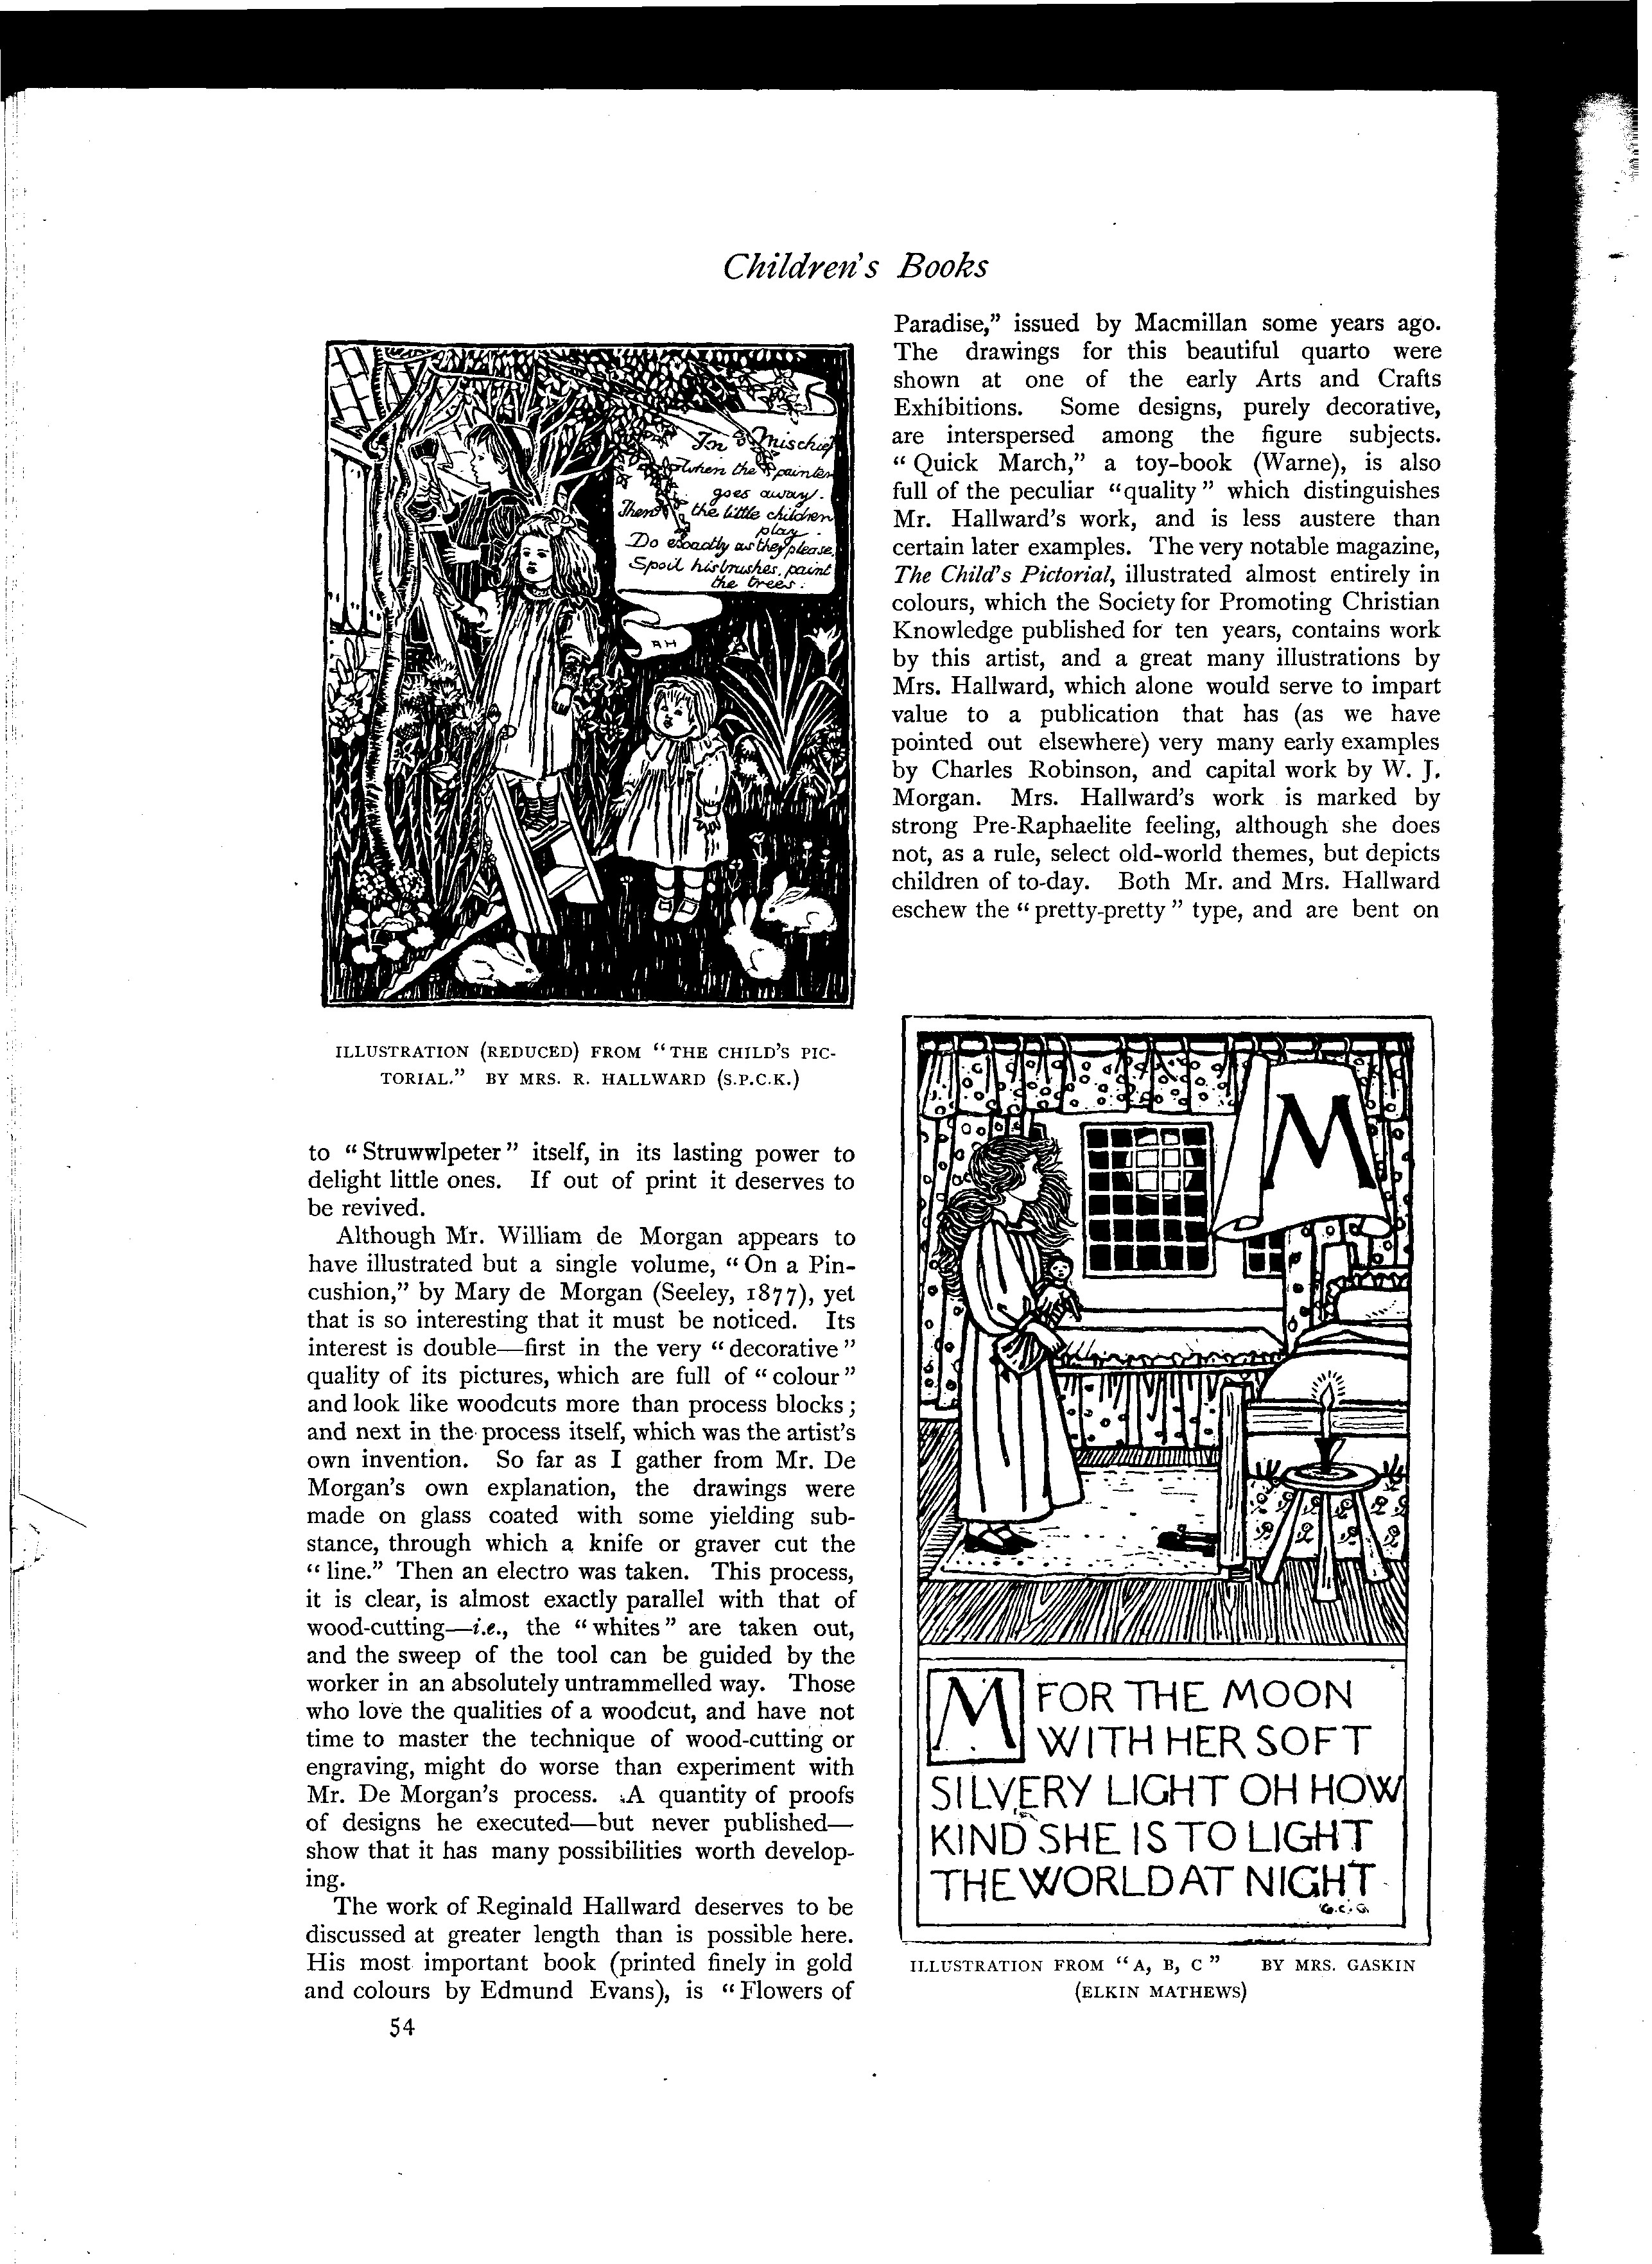 Children's Books
In Mischief
When the painter
goes away.
Then the little children
play.
Do exactly as they please,
Spoil his brushes, paint
the trees.
RH
ILLUSTRATION (REDUCED) FROM “THE CHILD'S PIC-
TORIAL.” BY MRS. R. HALLWARD (S.P.C.K.)
to “Struwwlpeter” itself, in its lasting power to
delight little ones. If out of print it deserves to
be revived.
Although Mr. William de Morgan appears to
have illustrated but a single volume, “On a Pin-
cushion,” by Mary de Morgan (Seeley, 1877), yet
that is so interesting that it must be noticed. Its
interest is double—first in the very “decorative”
quality of its pictures, which are full of “colour”
and look like woodcuts more than process blocks;
and next in the process itself, which was the artist's
own invention. So far as I gather from Mr. De
Morgan's own explanation, the drawings were
made on glass coated with some yielding sub-
stance, through which a knife or graver cut the
“line.” Then an electro was taken. This process,
it is clear, is almost exactly parallel with that of
wood-cutting—i.e., the “whites” are taken out,
and the sweep of the tool can be guided by the
worker in an absolutely untrammelled way. Those
who love the qualities of a woodcut, and have not
time to master the technique of wood-cutting or
engraving, might do worse than experiment with
Mr. De Morgan's process. A quantity of proofs
of designs he executed—but never published—
show that it has many possibilities worth develop-
ing.
The work of Reginald Hallward deserves to be
discussed at greater length than is possible here.
His most important book (printed finely in gold
and colours by Edmund Evans), is “Flowers of
54
Paradise,” issued by Macmillan some years ago.
The drawings for this beautiful quarto were
shown at one of the early Arts and Crafts
Exhibitions. Some designs, purely decorative,
are interspersed among the figure subjects.
“Quick March,” a toy-book (Warne), is also
full of the peculiar “quality” which distinguishes
Mr. Hallward's work, and is less austere than
certain later examples. The very notable magazine,
The Child's Pictorial, illustrated almost entirely in
colours, which the Society for Promoting Christian
Knowledge published for ten years, contains work
by this artist, and a great many illustrations by
Mrs. Hallward, which alone would serve to impart
value to a publication that has (as we have
pointed out elsewhere) very many early examples
by Charles Robinson, and capital work by W. J.
Morgan. Mrs. Hallward's work is marked by
strong Pre-Raphaelite feeling, although she does
not, as a rule, select old-world themes, but depicts
children of to-day. Both Mr. and Mrs. Hallward
eschew the “pretty-pretty” type, and are bent on
M
M FOR THE MOON
WITH HER SOFT
SILVERY LIGHT OH HOW
KIND SHE IS TO LIGHT
THE WORLD AT NIGHT
G.C.G.
ILLUSTRATION FROM “A, B, C” BY MRS. GASKIN
(ELKIN MATHEWS)